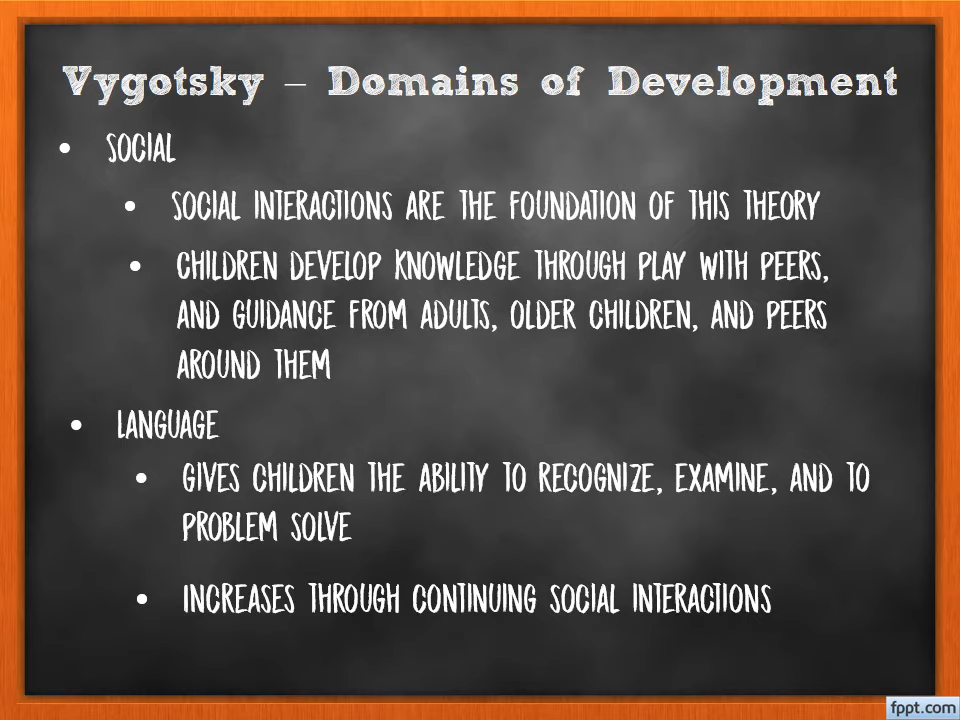 Vygotsky – Domains of Development
• SOCIAL
• SOCIAL INTERACTIONS ARE THE FOUNDATION OF THIS THEORY
• CHILDREN DEVELOP KNOWLEDGE THROUGH PLAY WITH PEERS,
AND GUIDANCE FROM ADULTS, OLDER CHILDREN, AND PEERS
AROUND THEM
• LANGUAGE
• GIVES CHILDREN THE ABILITY TO RECOGNIZE, EXAMINE, AND TO
PROBLEM SOLVE
• INCREASES THROUGH CONTINUING SOCIAL INTERACTIONS
fppt.com